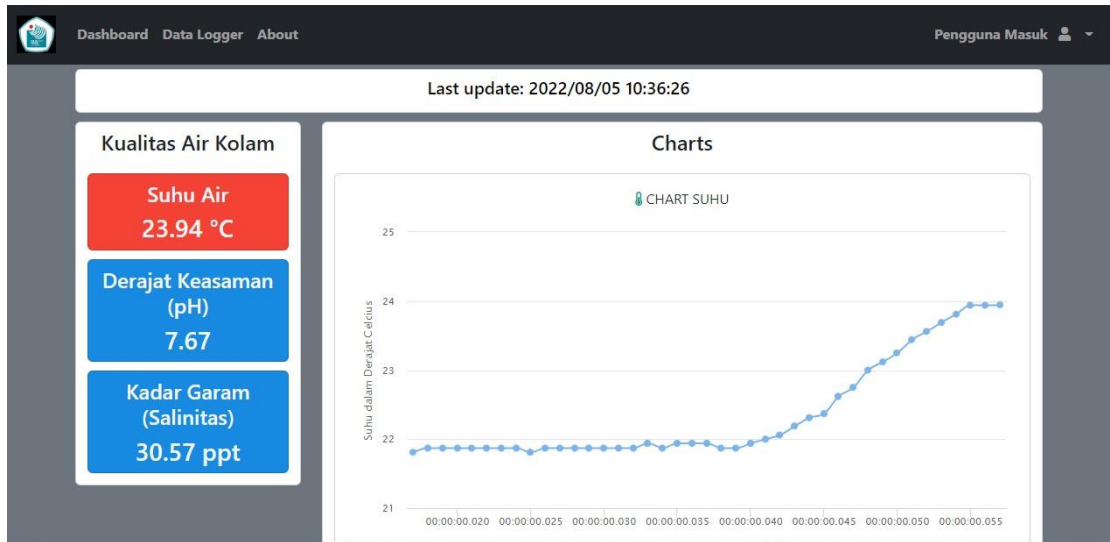 Dashboard Data Logger About
Pengguna Masuk
Last update: 2022/08/05 10:36:26
Kualitas Air Kolam
Suhu Air
23.94 °C
Derajat Keasaman
(pH)
7.67
Kadar Garam
(Salinitas)
30.57 ppt
Charts
CHART SUHU
Suhu dalam Derajat Celcius
25
24
23
22
21
00:00:00.020 00:00:00.025 00:00:00.030 00:00:00.035 00:00:00.040 00:00:00.045 00:00:00.050 00:00:00.055